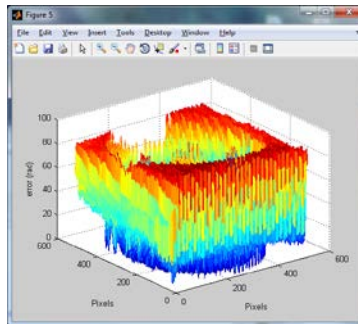 Figure 5
File Edit View Insert Tools Desktop Window Help
100
80
60
40
20
0
error (rad)
600
400
200
0
Pixels
0
200
400
600
Pixels